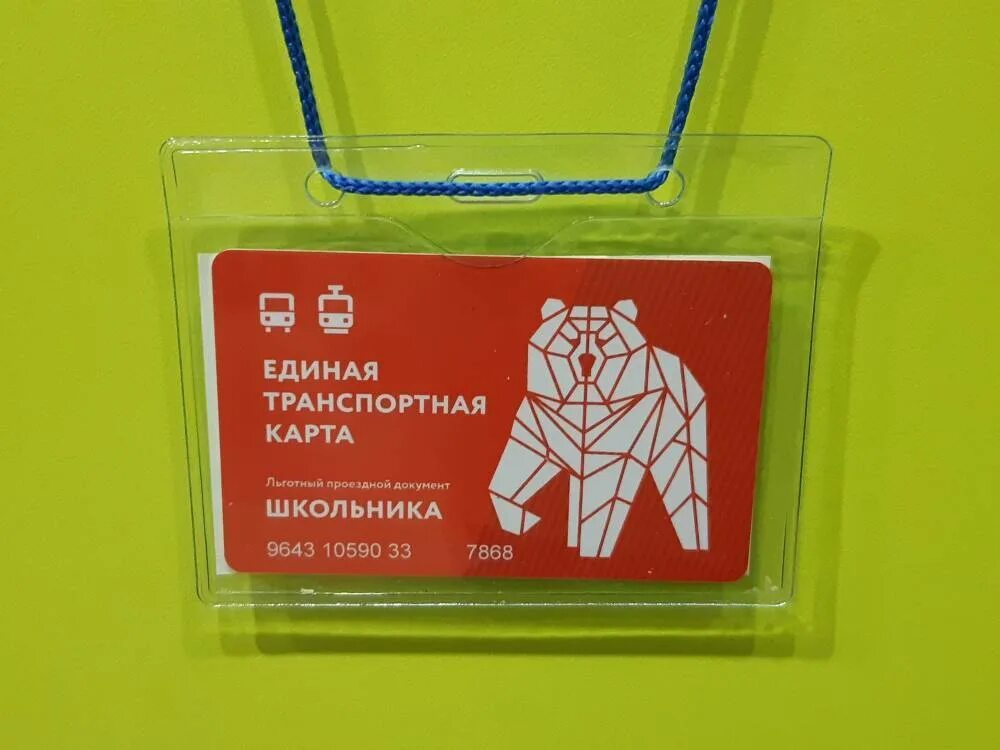 ЕДИНАЯ
ТРАНСПОРТНАЯ
КАРТА
Льготный проездной документ
ШКОЛЬНИКА
9643 10590 33 7868